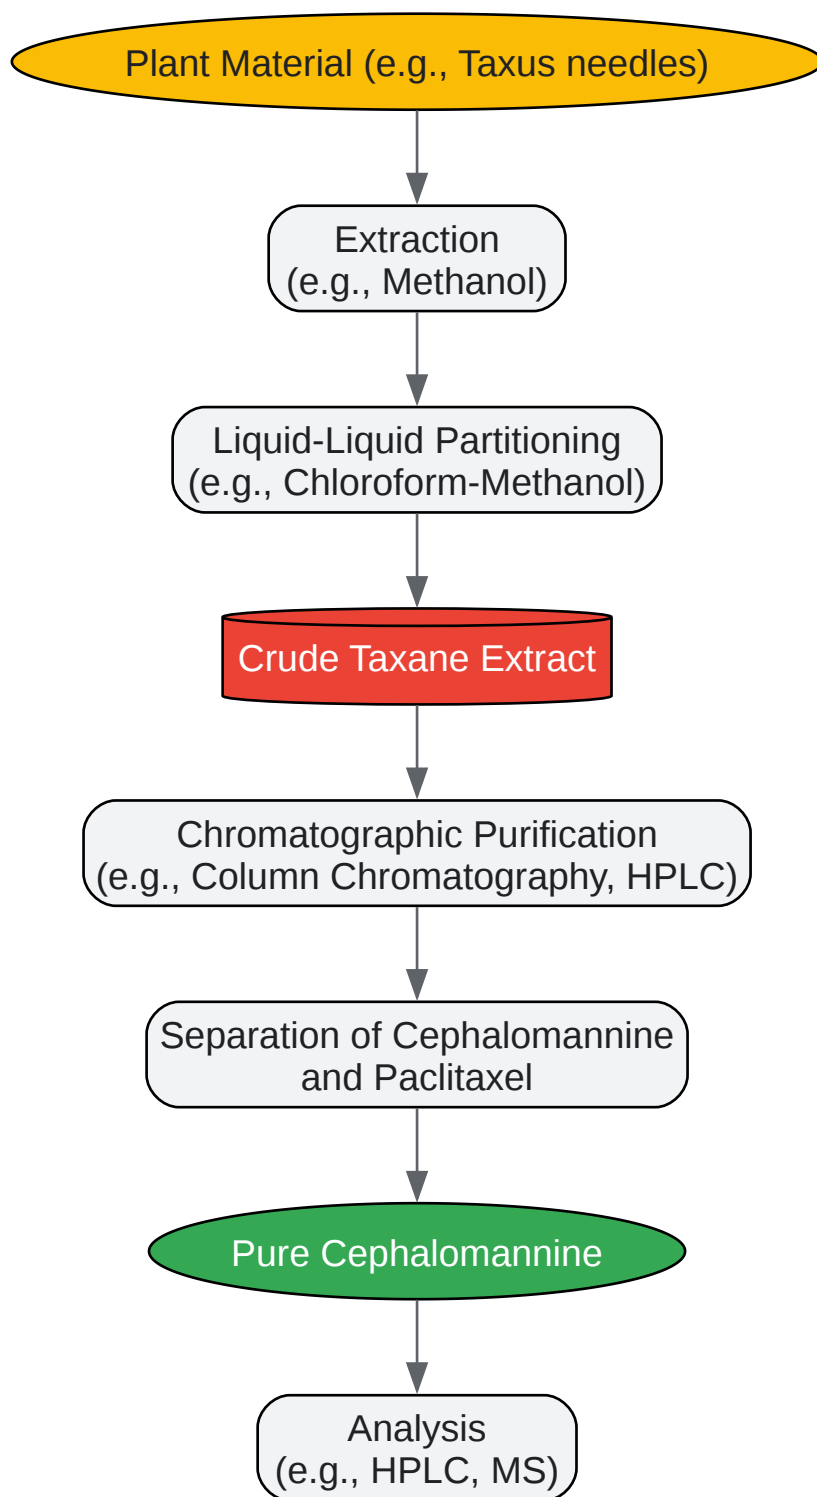 Plant Material (e.g., Taxus needles)
Extraction
(e.g., Methanol)
Liquid-Liquid Partitioning
(e.g., Chloroform-Methanol)
Crude Taxane Extract
Chromatographic Purification
(e.g., Column Chromatography, HPLC)
Separation of Cephalomannine
and Paclitaxel
Pure Cephalomannine
Analysis
(e.g., HPLC, MS)